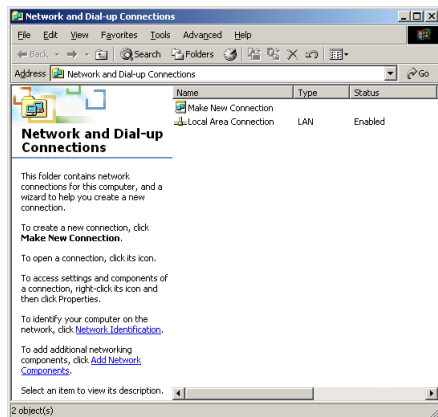 Network and Dial-up Connections
File Edit View Favorites Tools Advanced Help
Back Search Folders
Address Network and Dial-up Connections Go
Name Type Status
Make New Connection
Local Area Connection LAN Enabled
Network and Dial-up
Connections
This folder contains network
connections for this computer, and a
wizard to help you create a new
connection.
To create a new connection, click
Make New Connection.
To open a connection, click its icon.
To access settings and components of
a connection, right-click its icon and
then click Properties.
To identify your computer on the
network, click Network Identification.
To add additional networking
components, click Add Network
Components.
Select an item to view its description.
2 object(s)